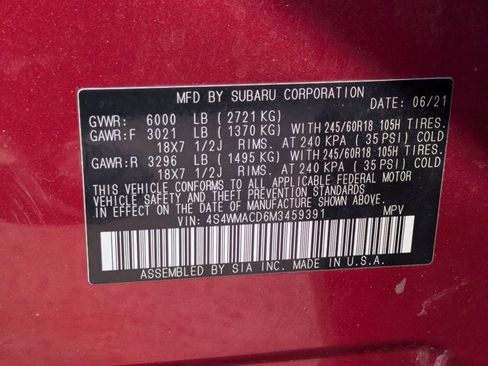 MFD BY SUBARU CORPORATION
DATE: 06/21
GVWR: 6000 LB ( 2721 KG)
GAWR:F 3021 LB ( 1370 KG) WITH 245/60R18 105H TIRES.
18X7 1/2J RIMS. AT 240 KPA ( 35 PSI) COLD
GAWR:R 3296 LB ( 1495 KG) WITH 245/60R18 105H TIRES.
18X7 1/2J RIMS. AT 240 KPA ( 35 PSI) COLD
THIS VEHICLE CONFORMS TO ALL APPLICABLE FEDERAL MOTOR
VEHICLE SAFETY AND THEFT PREVENTION STANDARDS
IN EFFECT ON THE DATE OF MANUFACTURE SHOWN ABOVE.
VIN: 4S4WMACD6M3459391 MPV
ASSEMBLED BY SIA INC. MADE IN U.S.A.